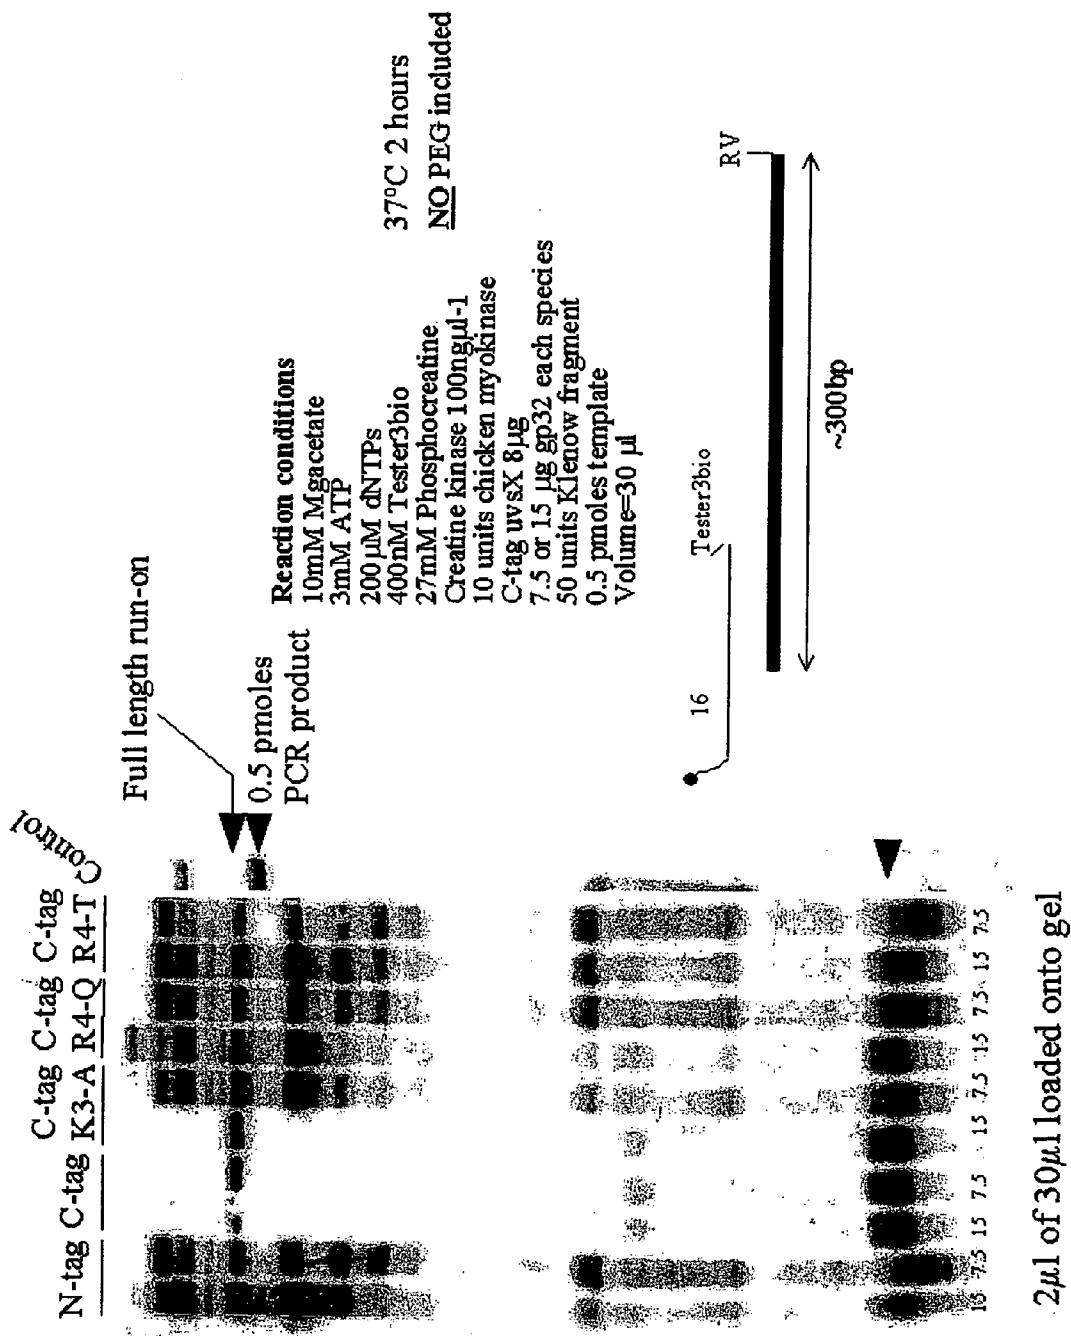 C-tag C-tag C-tag
N-tag C-tag K3-A R4-Q R4-T Control
Full length run-on
0.5 pmoles
PCR product
Reaction conditions
10mM Mgacetate
3mM ATP
200µM dNTPs
400nM Tester3bio
27mM Phosphocreatine
Creatine kinase 100ngµl-1
10 units chicken myokinase
C-tag uvsX 8µg
7.5 or 15 µg gp32 each species
50 units Klenow fragment
0.5 pmoles template
Volume=30 µl
37ºC 2 hours
NO PEG included
16
Tester3bio
RV
~300bp
15 7.5 15 7.5 15 7.5 15 7.5 15 7.5
2µl of 30µl loaded onto gel